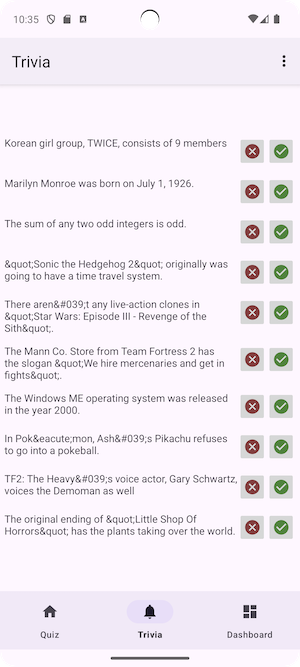 10:35
Trivia
Korean girl group, TWICE, consists of 9 members
Marilyn Monroe was born on July 1, 1926.
The sum of any two odd integers is odd.
&quot;Sonic the Hedgehog 2&quot; originally was
going to have a time travel system.
There aren&#039;t any live-action clones in
&quot;Star Wars: Episode III - Revenge of the
Sith&quot;.
The Mann Co. Store from Team Fortress 2 has
the slogan &quot;We hire mercenaries and get in
fights&quot;.
The Windows ME operating system was released
in the year 2000.
In Pok&eacute;mon, Ash&#039;s Pikachu refuses
to go into a pokeball.
TF2: The Heavy&#039;s voice actor, Gary Schwartz,
voices the Demoman as well
The original ending of &quot;Little Shop Of
Horrors&quot; has the plants taking over the world.
Quiz
Trivia
Dashboard